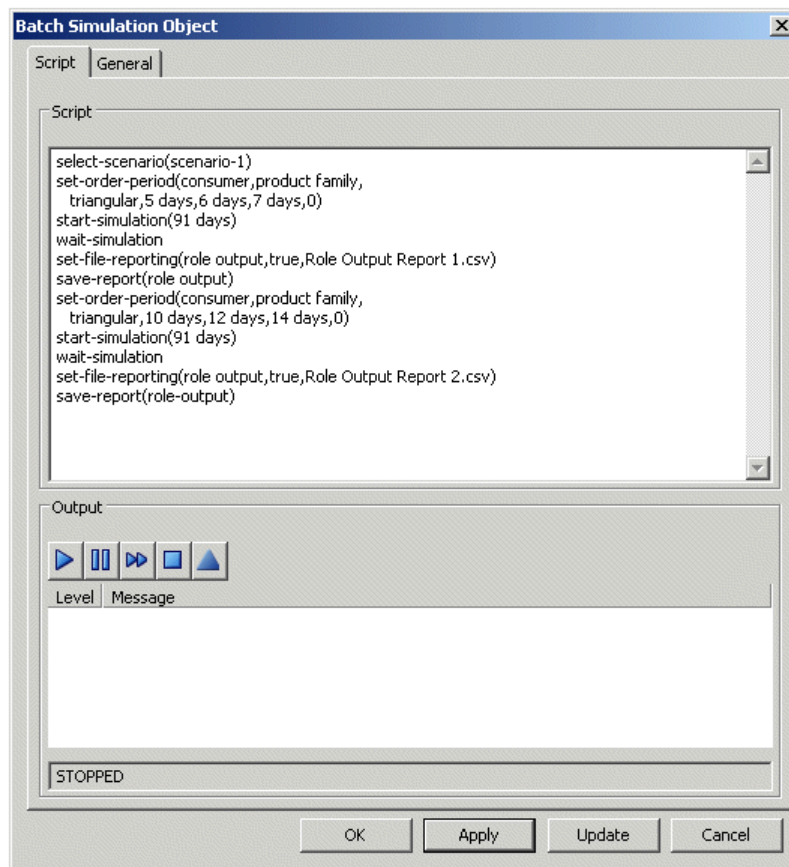 Batch Simulation Object
Script General
Script
select-scenario(scenario-1)
set-order-period(consumer,product family,
triangular,5 days,6 days,7 days,0)
start-simulation(91 days)
wait-simulation
set-file-reporting(role output,true,Role Output Report 1.csv)
save-report(role output)
set-order-period(consumer,product family,
triangular,10 days,12 days,14 days,0)
start-simulation(91 days)
wait-simulation
set-file-reporting(role output,true,Role Output Report 2.csv)
save-report(role-output)
Output
Level Message
STOPPED
OK Apply Update Cancel